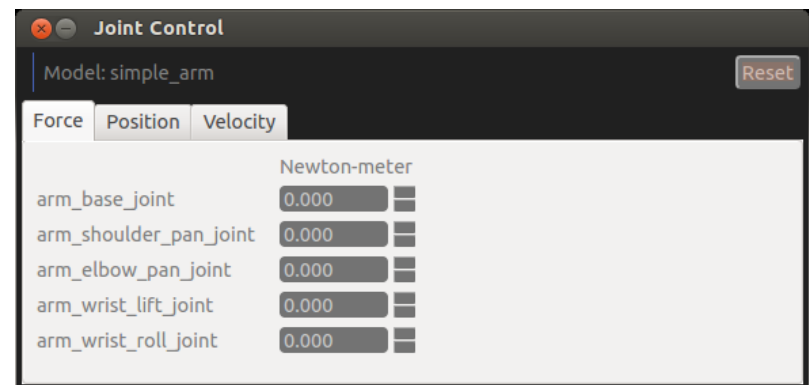 Joint Control
Model: simple_arm Reset
Force Position Velocity
Newton-meter
arm_base_joint 0.000
arm_shoulder_pan_joint 0.000
arm_elbow_pan_joint 0.000
arm_wrist_lift_joint 0.000
arm_wrist_roll_joint 0.000